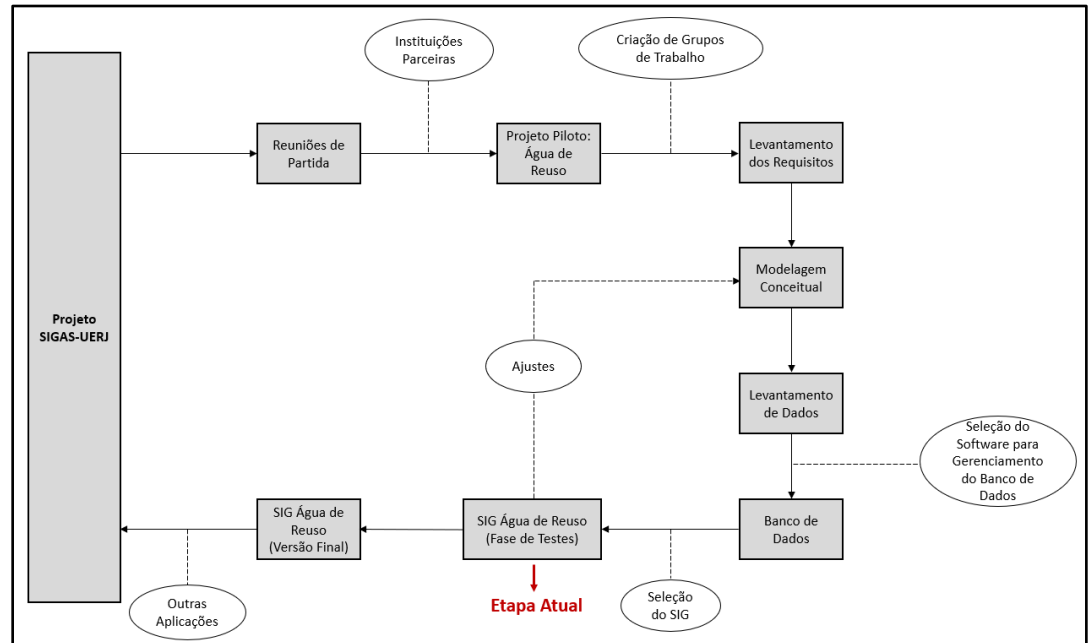 Instituições
Parceiras
Criação de Grupos
de Trabalho
Reuniões de
Partida
Projeto Piloto:
Água de
Reuso
Levantamento
dos Requisitos
Modelagem
Conceitual
Projeto
SIGAS-UERJ
Ajustes
Levantamento
de Dados
Seleção do
Software para
Gerenciamento
do Banco de
Dados
SIG Água de
Reuso
(Versão Final)
SIG Água de Reuso
(Fase de Testes)
Banco de
Dados
Outras
Aplicações
Etapa Atual
Seleção
do SIG